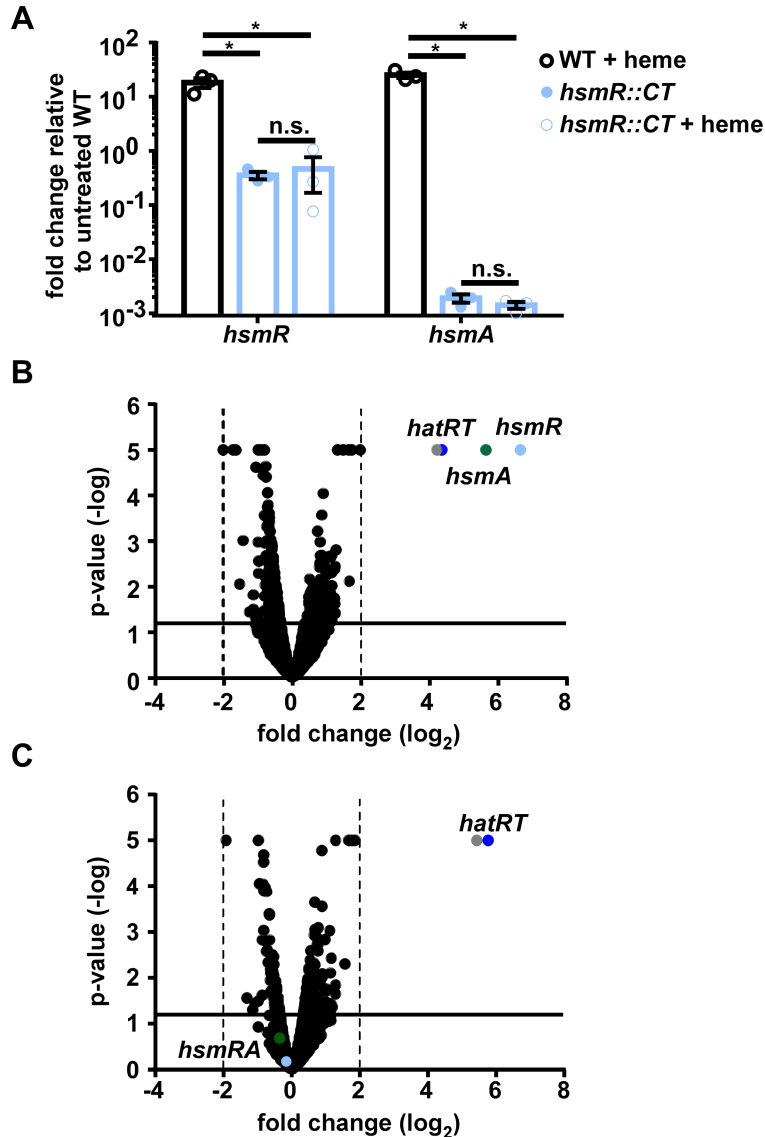 A
fold change relative
to untreated WT
10^2
10^1
10^0
10^-1
10^-2
10^-3
*
*
n.s.
*
*
n.s.
hsmR
hsmA
WT + heme
hsmR::CT
hsmR::CT + heme
B
p-value (-log)
6
5
4
3
2
1
0
hatRT
hsmR
hsmA
-4
-2
0
2
4
6
8
fold change (log2)
C
p-value (-log)
6
5
4
3
2
1
0
hatRT
hsmRA
-4
-2
0
2
4
6
8
fold change (log2)